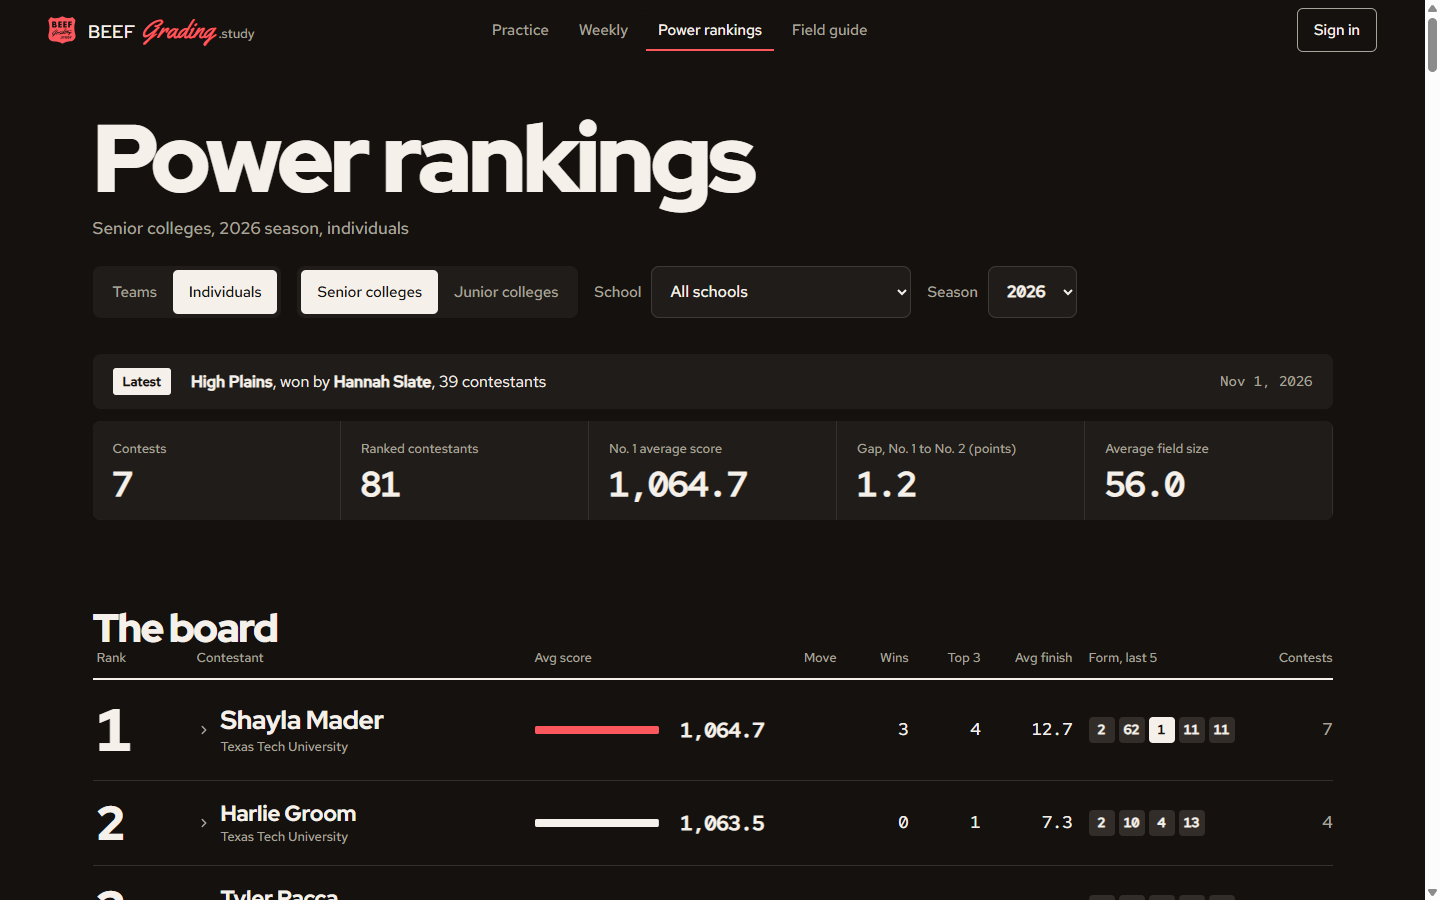 BEEF Grading .study
BEEF Grading.study
Practice Weekly Power rankings Field guide
Sign in
Power rankings
Senior colleges, 2026 season, individuals
Teams Individuals Senior colleges Junior colleges School All schools Season 2026
Latest High Plains, won by Hannah Slate, 39 contestants Nov 1, 2026
Contests Ranked contestants No. 1 average score Gap, No. 1 to No. 2 (points) Average field size
7 81 1,064.7 1.2 56.0
The board
Rank Contestant Avg score Move Wins Top 3 Avg finish Form, last 5 Contests
1 Shayla Mader 1,064.7 3 4 12.7 2 62 1 11 11 7
Texas Tech University
2 Harlie Groom 1,063.5 0 1 7.3 2 10 4 13 4
Texas Tech University